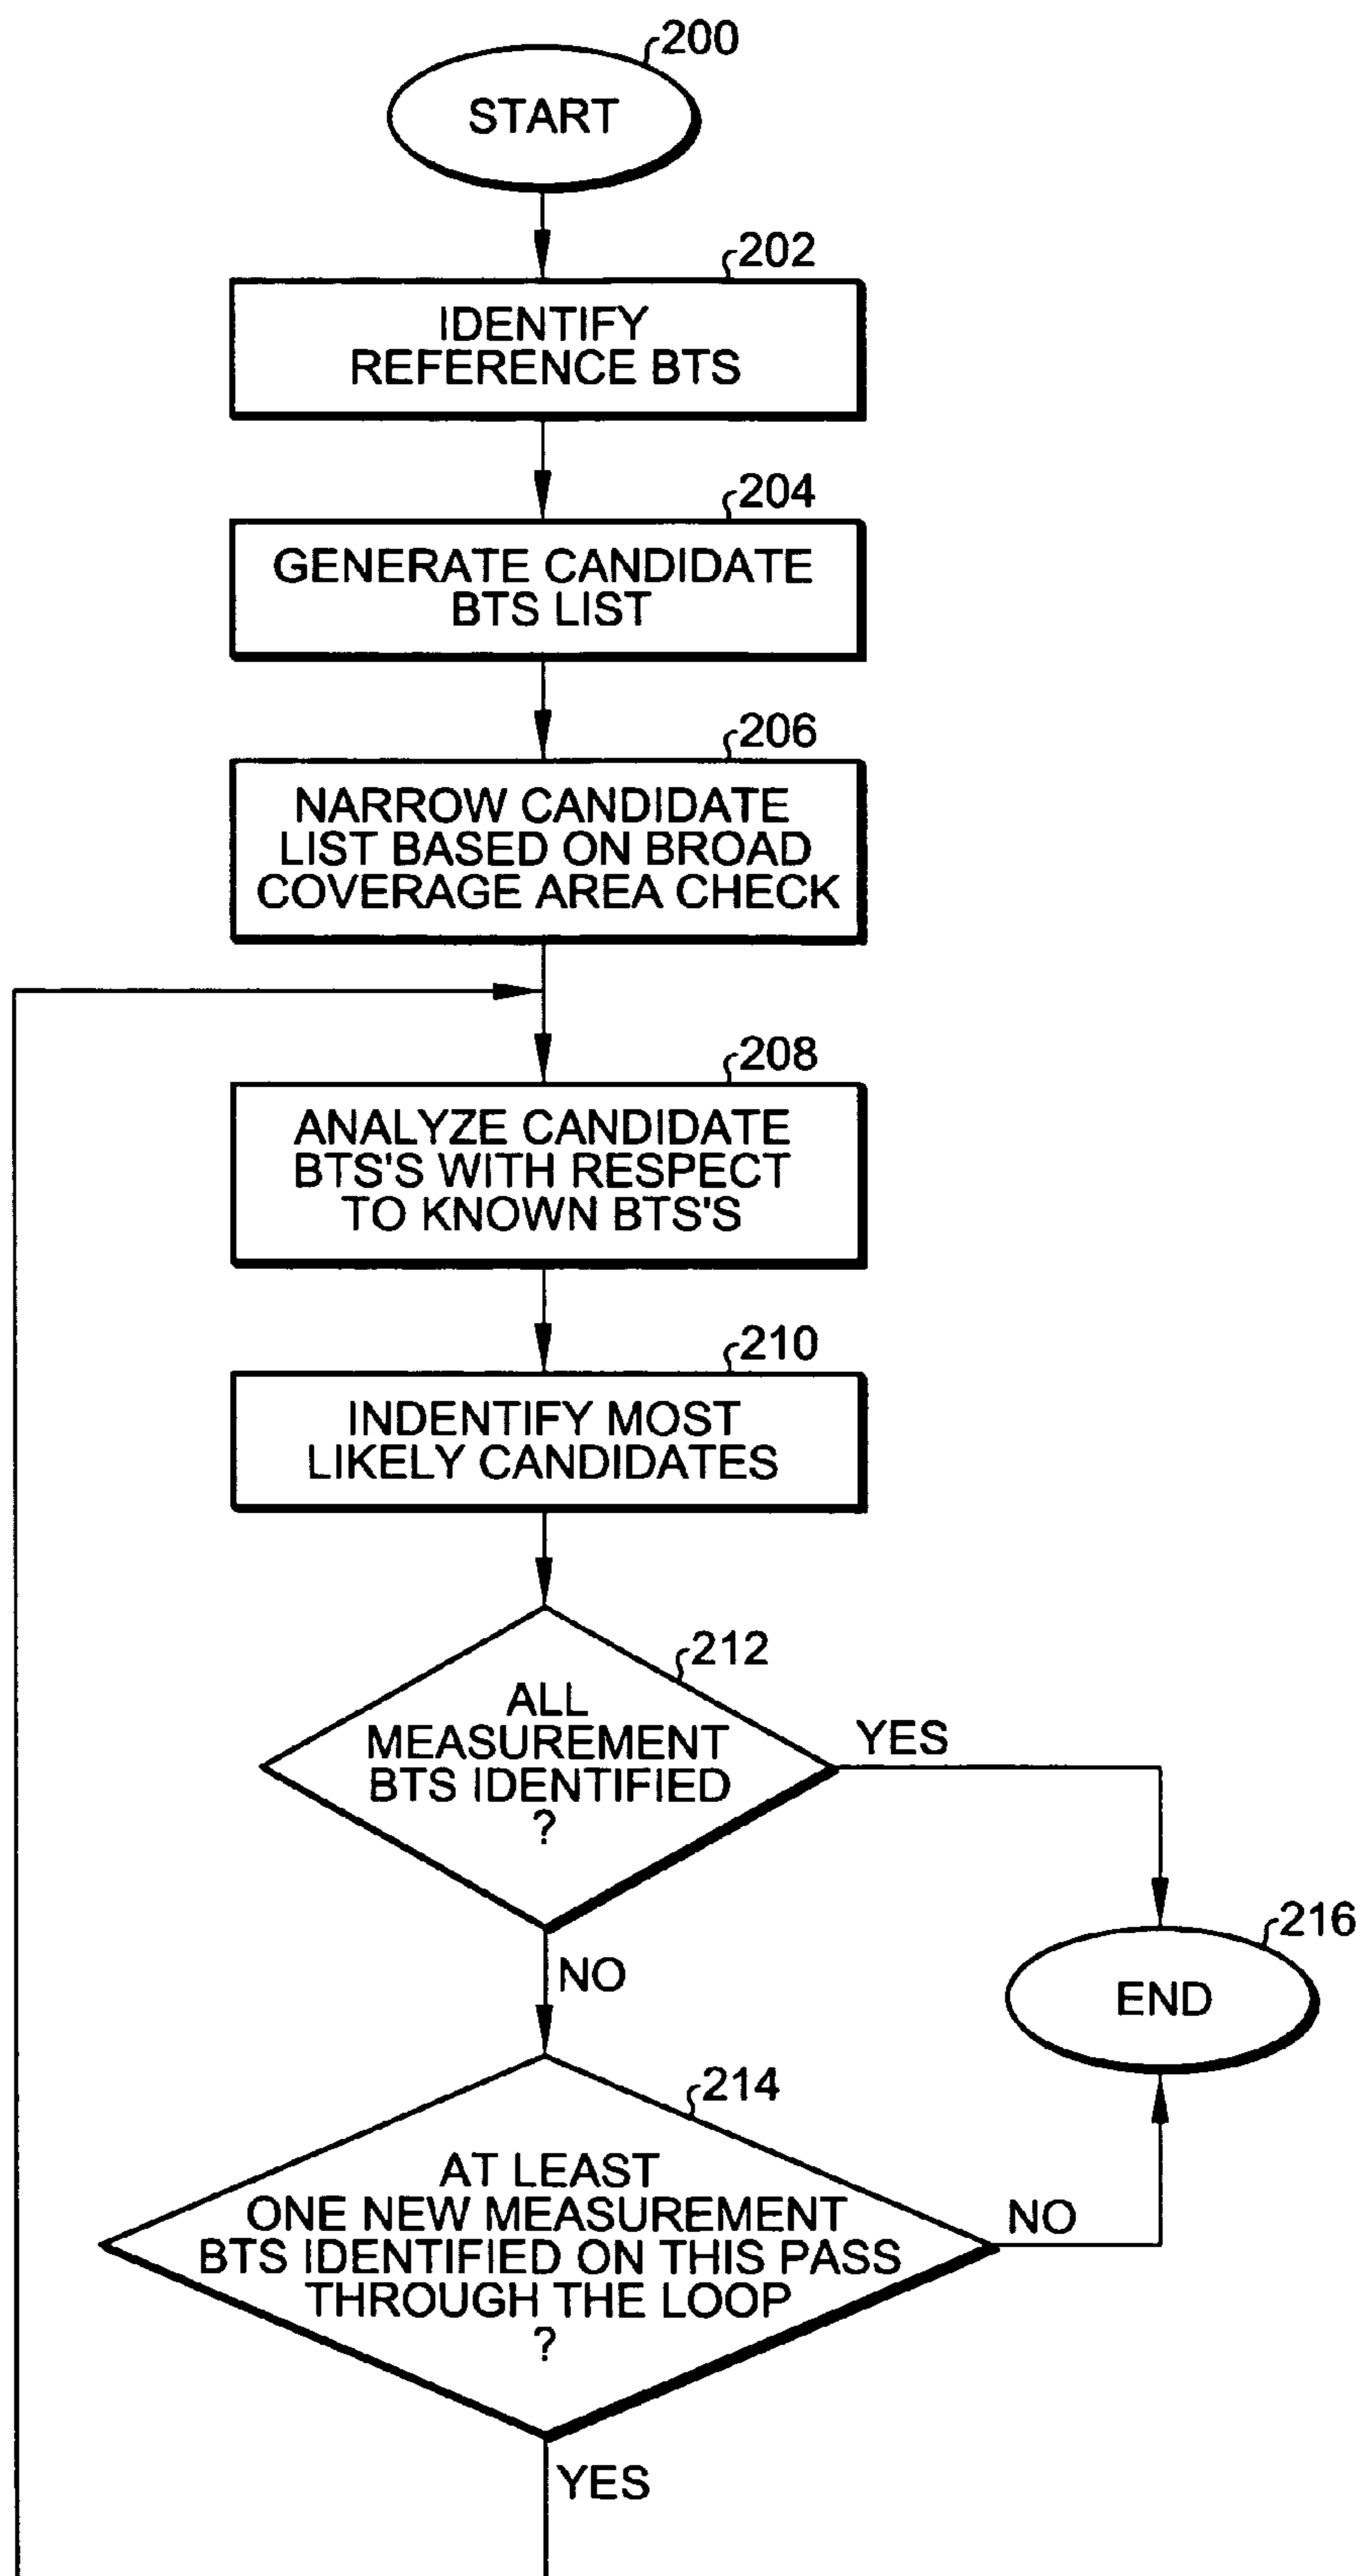 200
START
202
IDENTIFY
REFERENCE BTS
204
GENERATE CANDIDATE
BTS LIST
206
NARROW CANDIDATE
LIST BASED ON BROAD
COVERAGE AREA CHECK
208
ANALYZE CANDIDATE
BTS'S WITH RESPECT
TO KNOWN BTS'S
210
INDENTIFY MOST
LIKELY CANDIDATES
212
ALL
MEASUREMENT
BTS IDENTIFIED
?
YES
NO
216
END
214
AT LEAST
ONE NEW MEASUREMENT
BTS IDENTIFIED ON THIS PASS
THROUGH THE LOOP
?
NO
YES